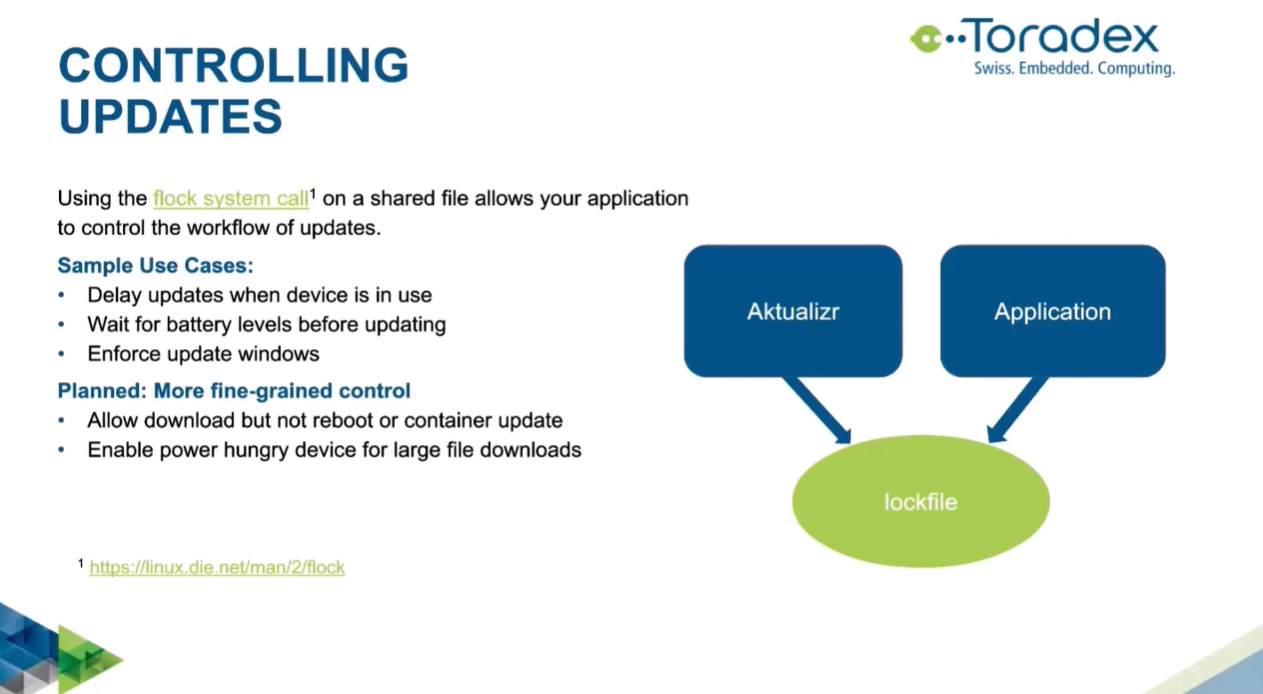 Toradex
Swiss. Embedded. Computing.
CONTROLLING
UPDATES
Using the flock system call¹ on a shared file allows your application
to control the workflow of updates.
Sample Use Cases:
• Delay updates when device is in use
• Wait for battery levels before updating
• Enforce update windows
Planned: More fine-grained control
• Allow download but not reboot or container update
• Enable power hungry device for large file downloads
Aktualizr
Application
lockfile
¹ https://linux.die.net/man/2/flock